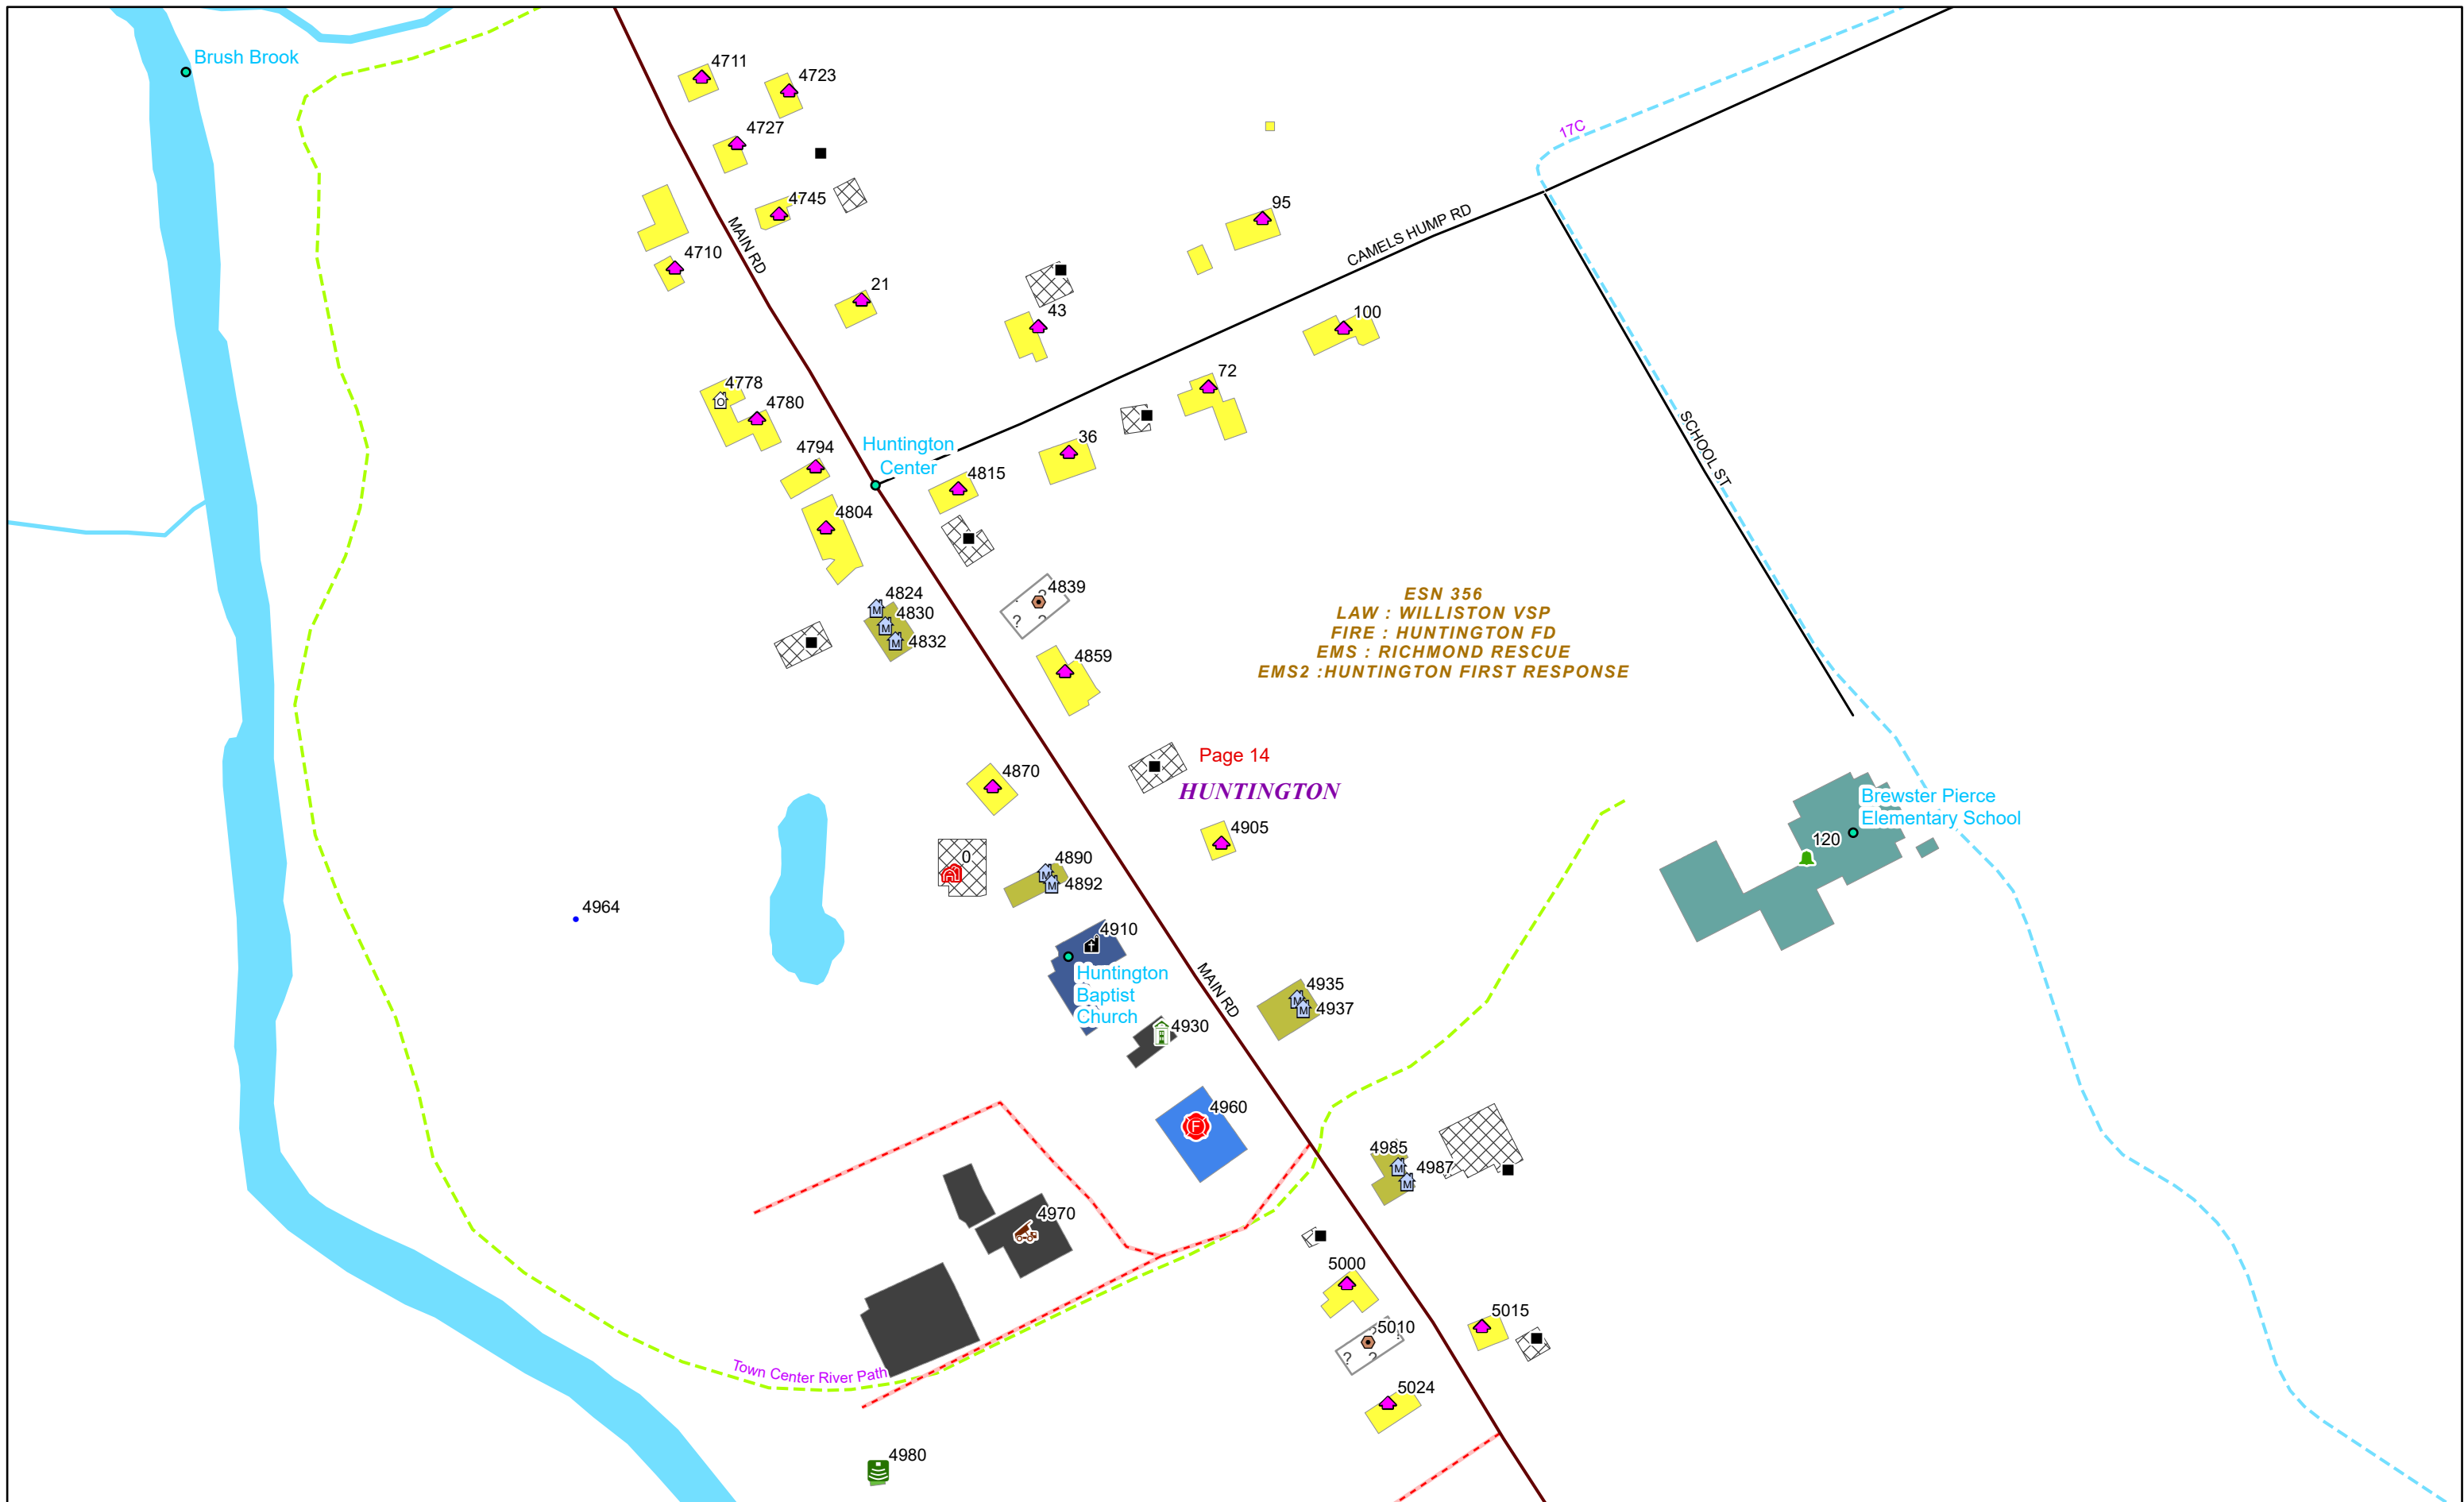 Brush Brook
4711
4723
4727
17C
4745
95
MAIN RD
CAMELS HUMP RD
4710
21
43
100
72
4778
4780
SCHOOL ST
36
Huntington
Center
4794
4815
4804
4839
? ?
4824
4830
4832
ESN 356
LAW : WILLISTON VSP
FIRE : HUNTINGTON FD
EMS : RICHMOND RESCUE
EMS2 :HUNTINGTON FIRST RESPONSE
M
M
M
4859
Page 14
HUNTINGTON
4870
4905
Brewster Pierce
Elementary School
120
0
4890
4892
M
M
4964
4910
Huntington
Baptist
Church
MAIN RD
4935
4937
M
M
4930
4960
F
4985
4987
M
M
4970
5000
5010
? ?
5015
Town Center River Path
5024
4980